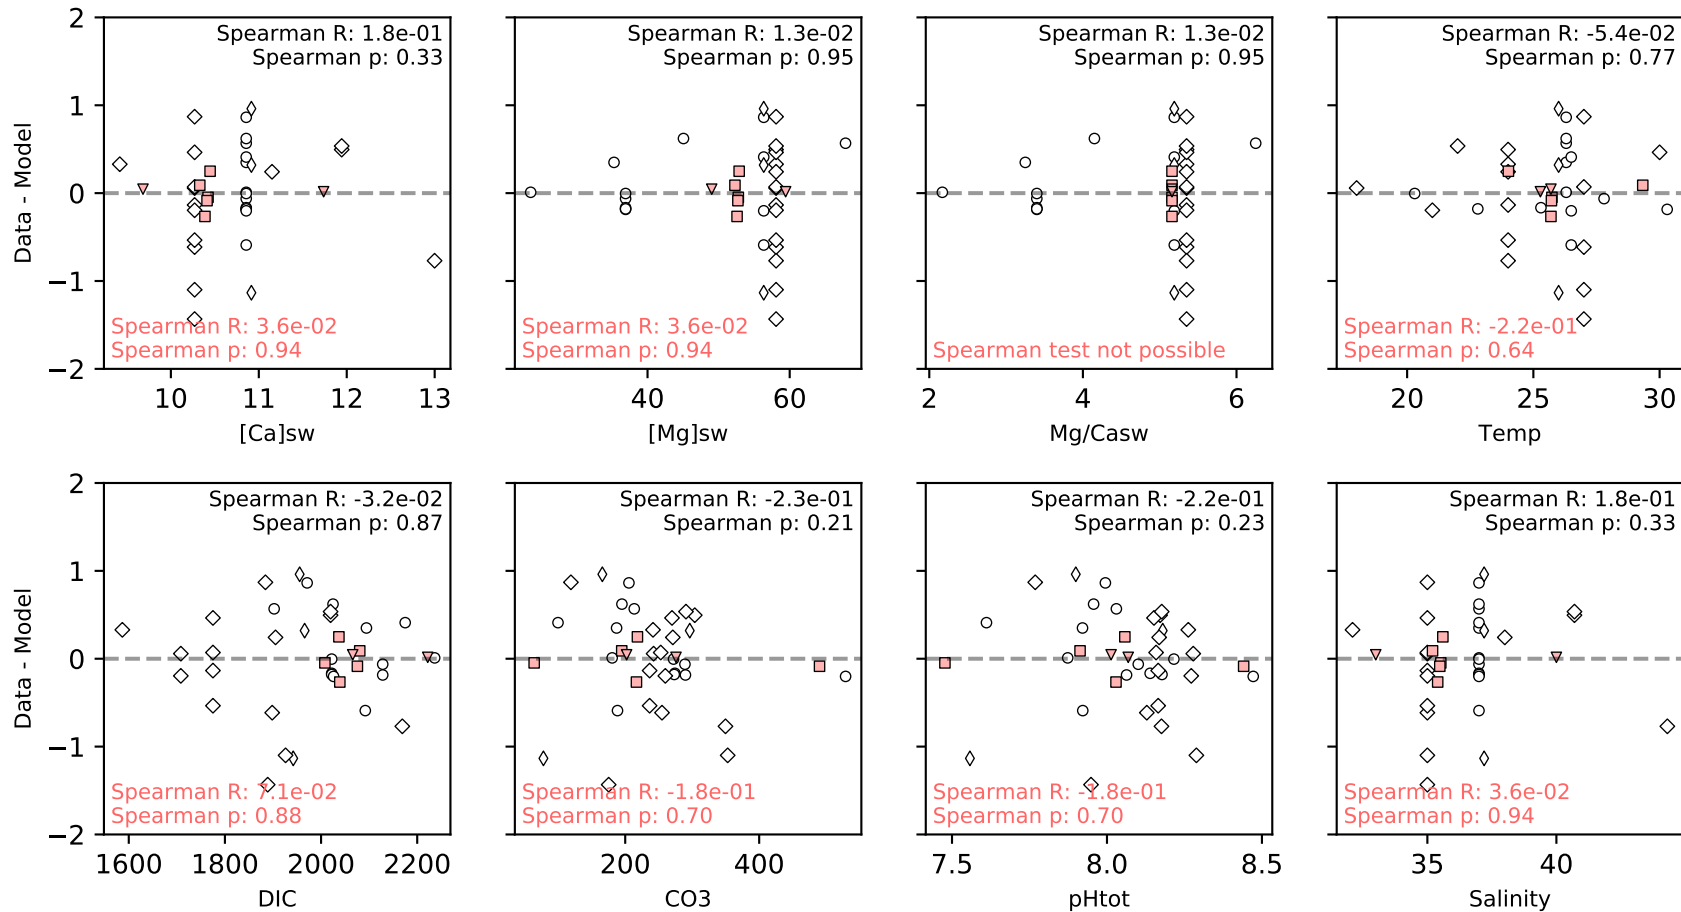 2
1
0
−1
−2
Data - Model
Spearman R: 1.8e-01
Spearman p: 0.33
Spearman R: 3.6e-02
Spearman p: 0.94
10 11 12 13
[Ca]sw
Spearman R: 1.3e-02
Spearman p: 0.95
Spearman R: 3.6e-02
Spearman p: 0.94
40 60
[Mg]sw
Spearman R: 1.3e-02
Spearman p: 0.95
Spearman test not possible
2 4 6
Mg/Casw
Spearman R: -5.4e-02
Spearman p: 0.77
Spearman R: -2.2e-01
Spearman p: 0.64
20 25 30
Temp
2
1
0
−1
−2
Data - Model
Spearman R: -3.2e-02
Spearman p: 0.87
Spearman R: 7.1e-02
Spearman p: 0.88
1600 1800 2000 2200
DIC
Spearman R: -2.3e-01
Spearman p: 0.21
Spearman R: -1.8e-01
Spearman p: 0.70
200 400
CO3
Spearman R: -2.2e-01
Spearman p: 0.23
Spearman R: -1.8e-01
Spearman p: 0.70
7.5 8.0 8.5
pHtot
Spearman R: 1.8e-01
Spearman p: 0.33
Spearman R: 3.6e-02
Spearman p: 0.94
35 40
Salinity